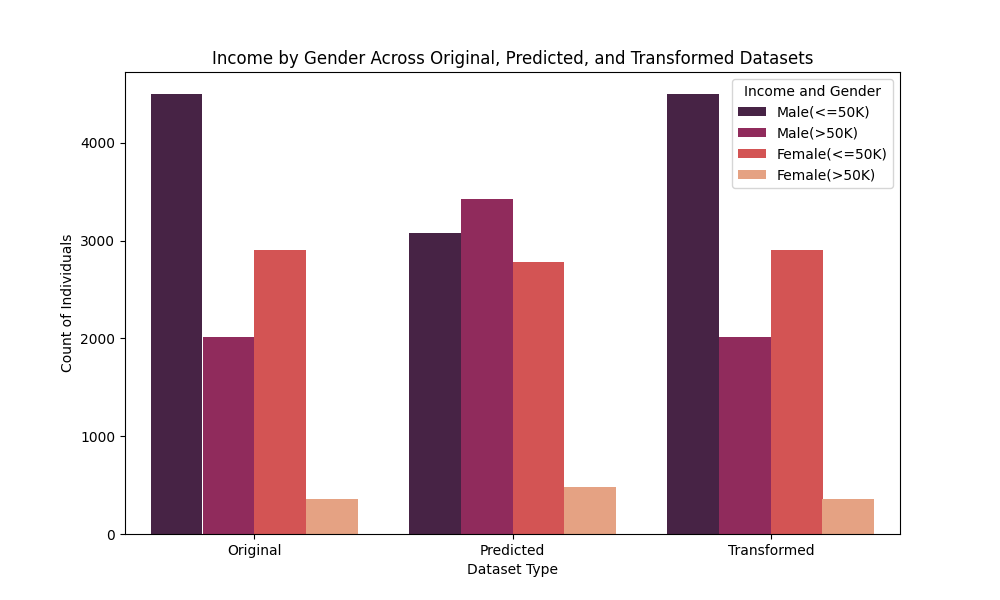 Income by Gender Across Original, Predicted, and Transformed Datasets
Income and Gender
Male(<=50K)
Male(>50K)
Female(<=50K)
Female(>50K)
Count of Individuals
4000
3000
2000
1000
0
Original
Predicted
Transformed
Dataset Type